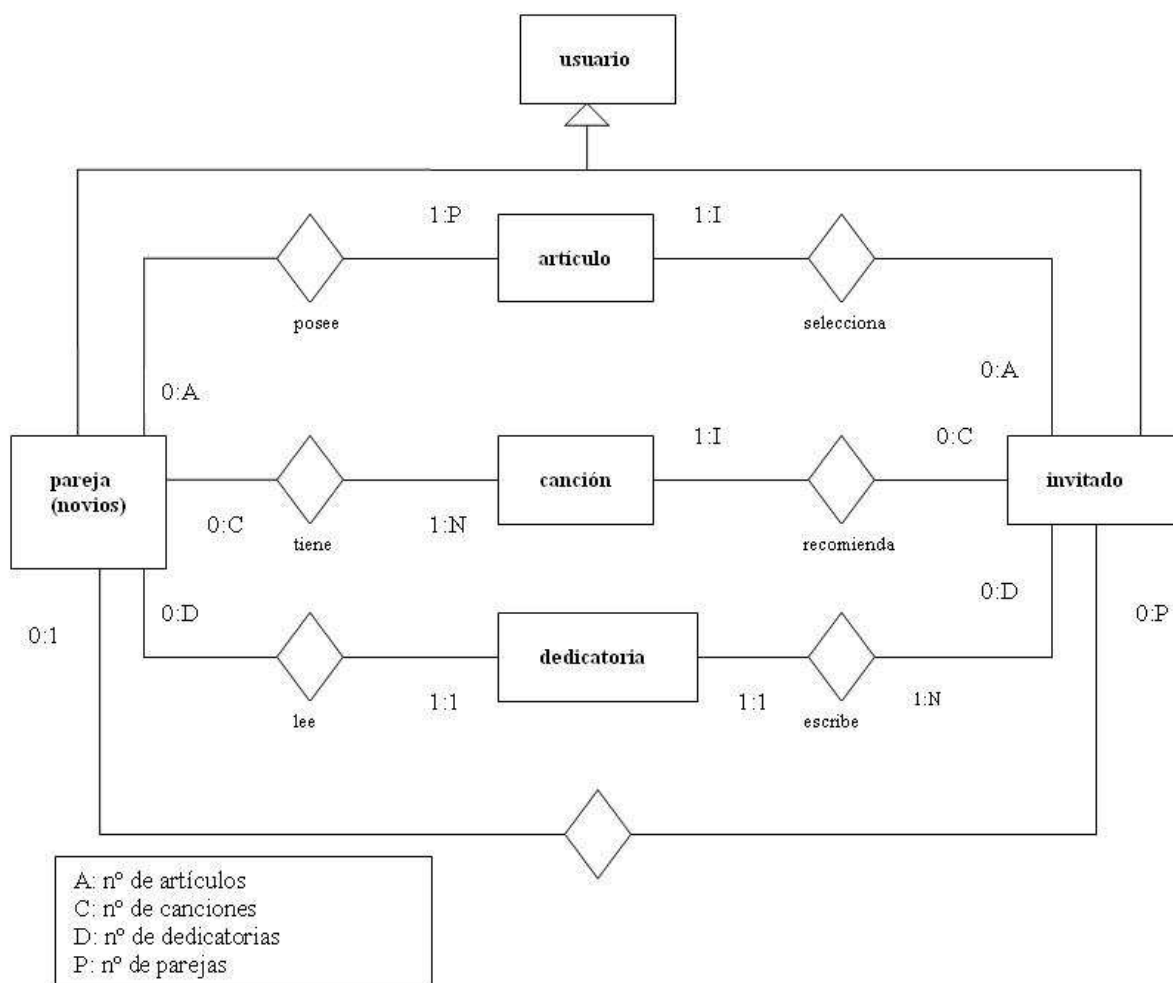 usuario
1:P
1:I
artículo
posee
selecciona
0:A
0:A
pareja
(novios)
1:I
0:C
canción
invitado
0:C
1:N
tiene
recomienda
0:D
0:D
0:1
0:P
dedicatoria
1:1
1:1
1:N
lee
escribe
A: nº de artículos
C: nº de canciones
D: nº de dedicatorias
P: nº de parejas